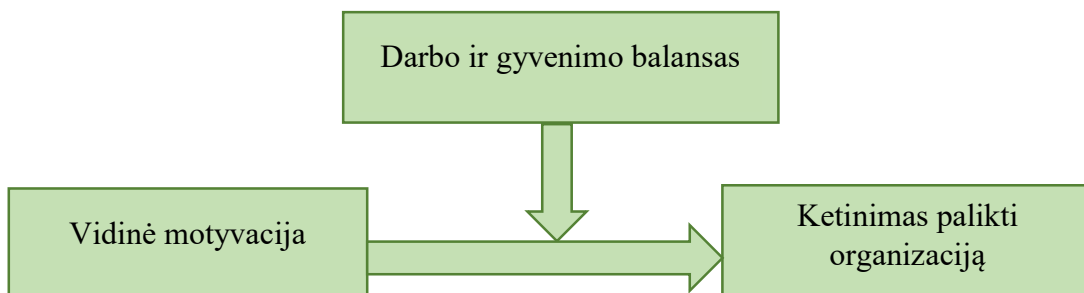 Darbo ir gyvenimo balansas
Vidinė motyvacija
Ketinimas palikti
organizaciją